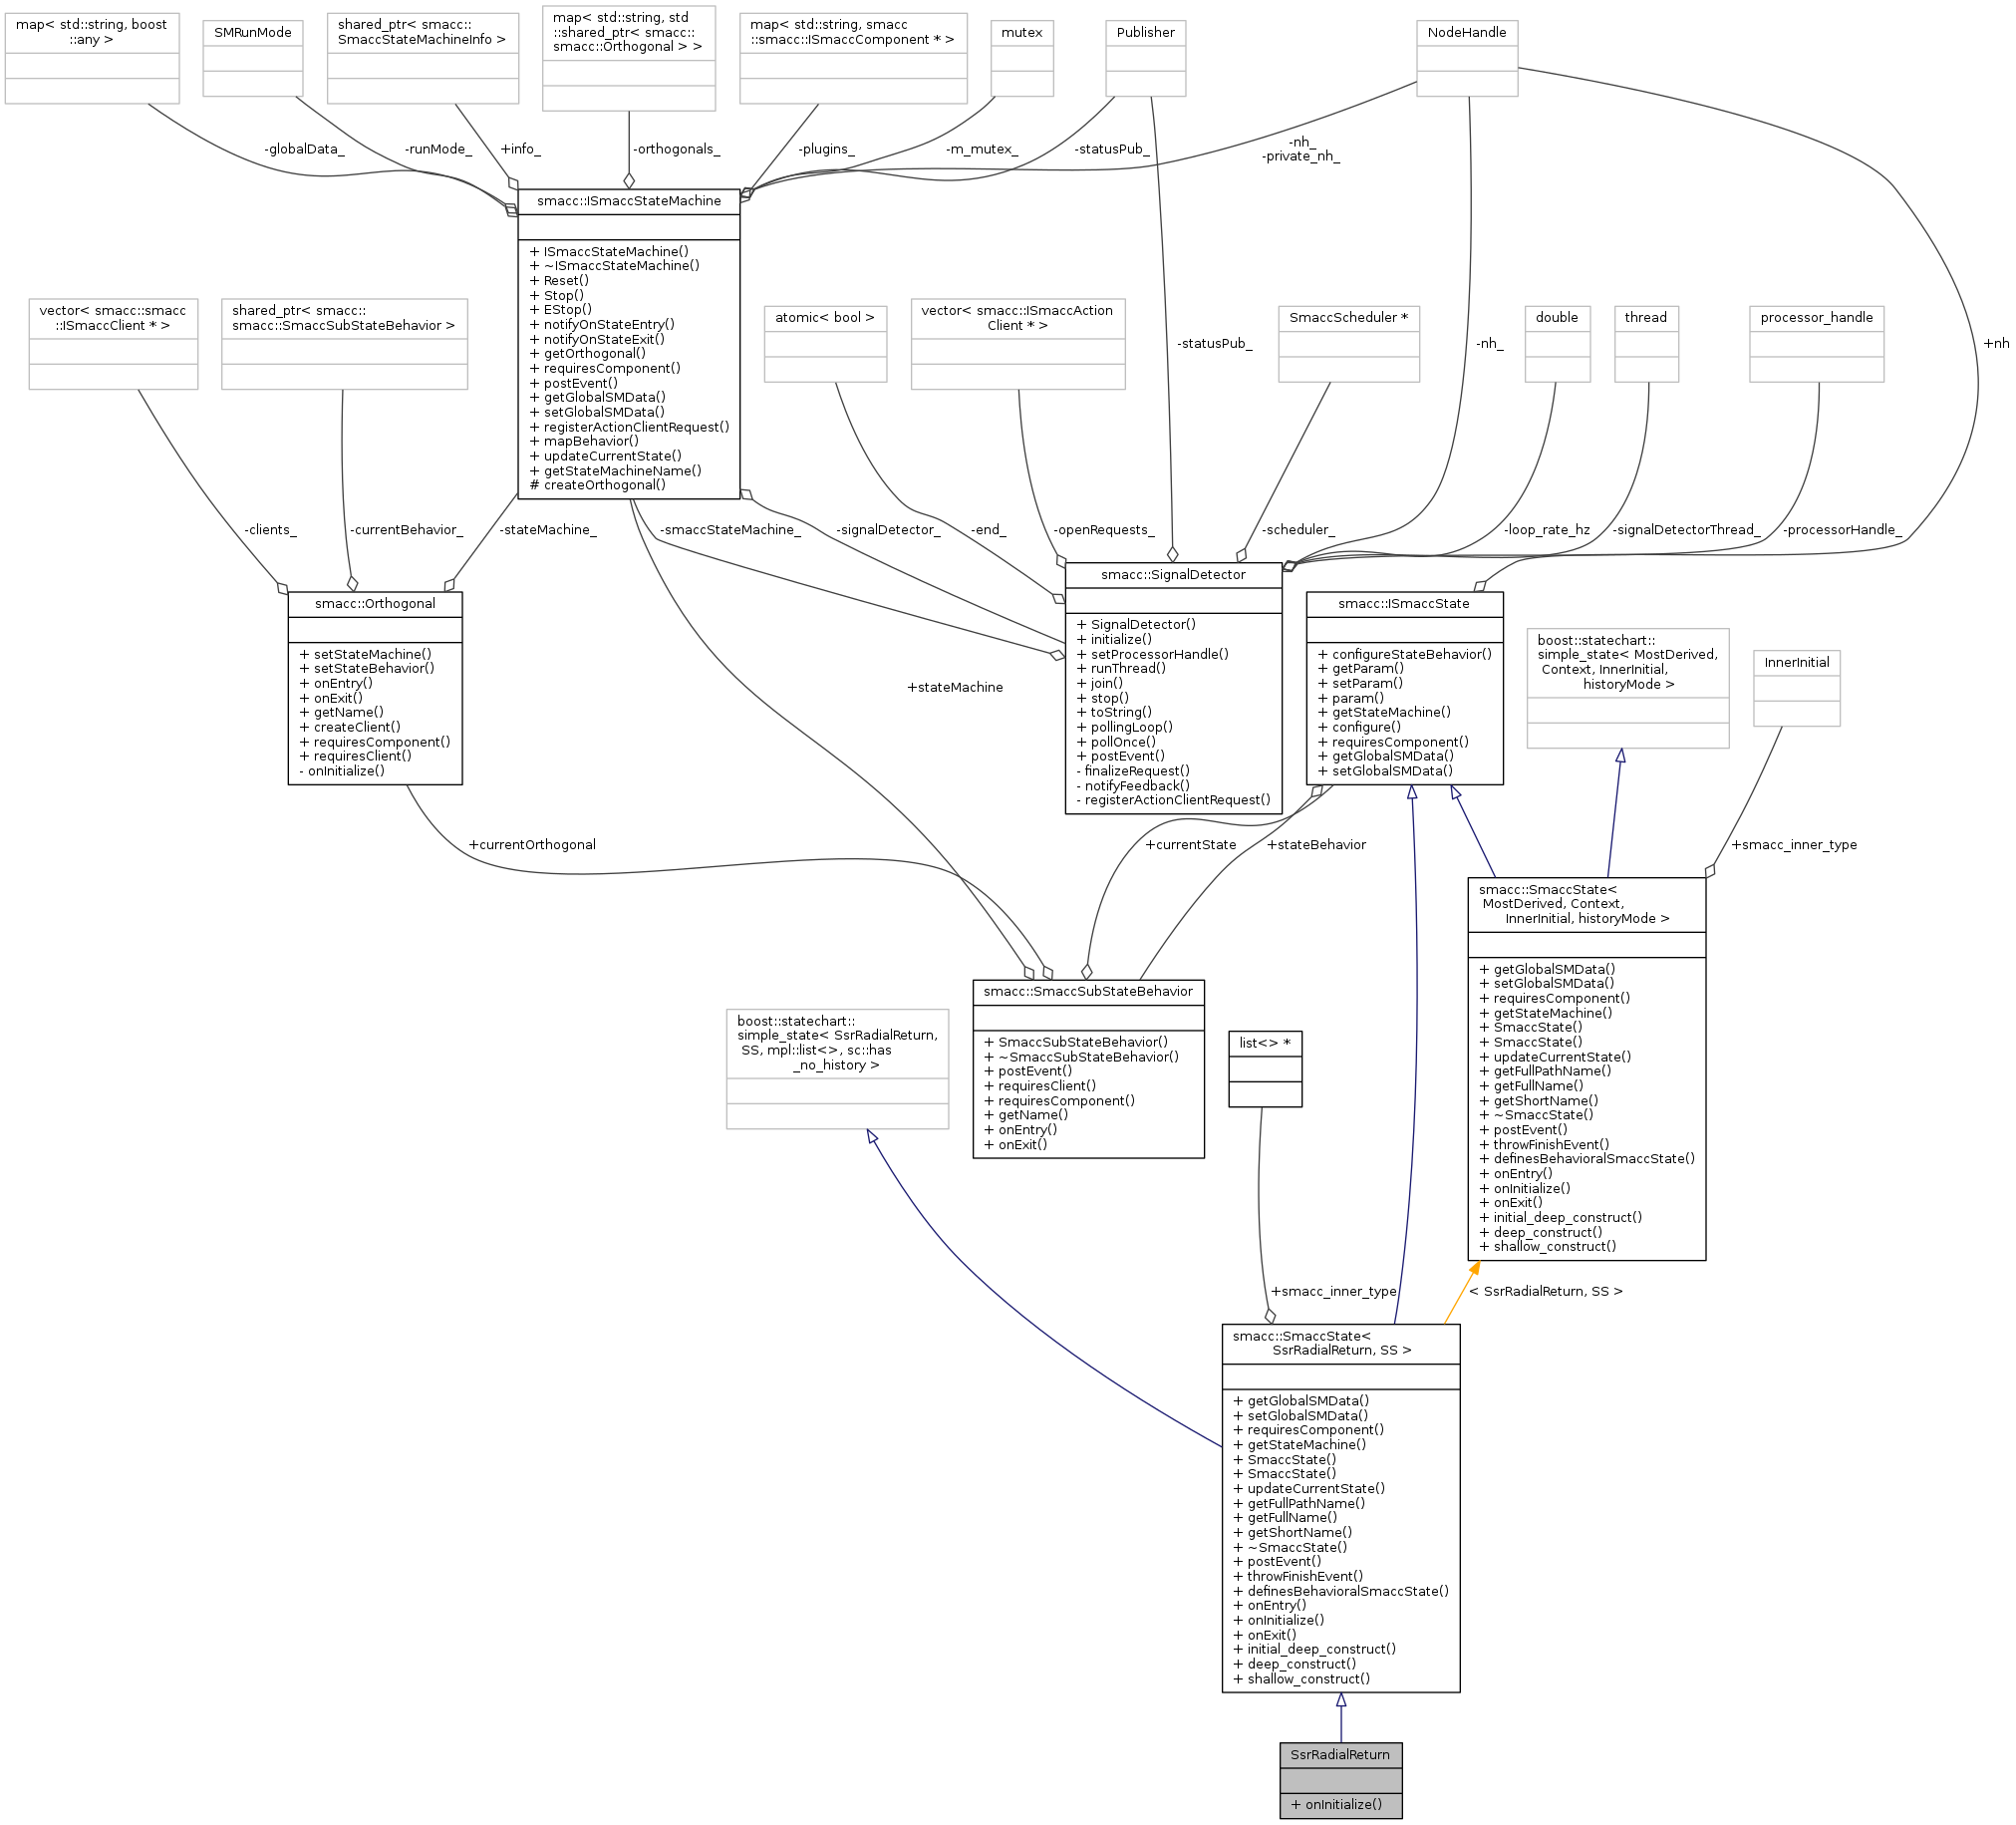 map< std::string, boost
::any >
SMRunMode
shared_ptr< smacc::
SmaccStateMachineInfo >
map< std::string, std
::shared_ptr< smacc::
smacc::Orthogonal > >
map< std::string, smacc
::smacc::ISmaccComponent * >
mutex
Publisher
NodeHandle
-globalData_
-runMode_
+info_
-orthogonals_
-plugins_
-m_mutex_
-statusPub_
-nh_
-private_nh_
smacc::ISmaccStateMachine
+ ISmaccStateMachine()
+ ~ISmaccStateMachine()
+ Reset()
+ Stop()
+ EStop()
+ notifyOnStateEntry()
+ notifyOnStateExit()
+ getOrthogonal()
+ requiresComponent()
+ postEvent()
+ getGlobalSMData()
+ setGlobalSMData()
+ registerActionClientRequest()
+ mapBehavior()
+ updateCurrentState()
+ getStateMachineName()
# createOrthogonal()
vector< smacc::smacc
::ISmaccClient * >
shared_ptr< smacc::
smacc::SmaccSubStateBehavior >
atomic< bool >
vector< smacc::ISmaccAction
Client * >
-statusPub_
SmaccScheduler *
-nh_
double
thread
processor_handle
+nh
-clients_
-currentBehavior_
-stateMachine_
-smaccStateMachine_
-signalDetector_
-end_
-openRequests_
-scheduler_
-loop_rate_hz
-signalDetectorThread_
-processorHandle_
smacc::Orthogonal
+ setStateMachine()
+ setStateBehavior()
+ onEntry()
+ onExit()
+ getName()
+ createClient()
+ requiresComponent()
+ requiresClient()
- onInitialize()
smacc::SignalDetector
+ SignalDetector()
+ initialize()
+ setProcessorHandle()
+ runThread()
+ join()
+ stop()
+ toString()
+ pollingLoop()
+ pollOnce()
+ postEvent()
- finalizeRequest()
- notifyFeedback()
- registerActionClientRequest()
smacc::ISmaccState
+ configureStateBehavior()
+ getParam()
+ setParam()
+ param()
+ getStateMachine()
+ configure()
+ requiresComponent()
+ getGlobalSMData()
+ setGlobalSMData()
boost::statechart::
simple_state< MostDerived,
Context, InnerInitial,
historyMode >
InnerInitial
+stateMachine
+currentOrthogonal
+currentState
+stateBehavior
+smacc_inner_type
smacc::SmaccState<
MostDerived, Context,
InnerInitial, historyMode >
+ getGlobalSMData()
+ setGlobalSMData()
+ requiresComponent()
+ getStateMachine()
+ SmaccState()
+ SmaccState()
+ updateCurrentState()
+ getFullPathName()
+ getFullName()
+ getShortName()
+ ~SmaccState()
+ postEvent()
+ throwFinishEvent()
+ definesBehavioralSmaccState()
+ onEntry()
+ onInitialize()
+ onExit()
+ initial_deep_construct()
+ deep_construct()
+ shallow_construct()
boost::statechart::
simple_state< SsrRadialReturn,
SS, mpl::list<>, sc::has
_no_history >
smacc::SmaccSubStateBehavior
+ SmaccSubStateBehavior()
+ ~SmaccSubStateBehavior()
+ postEvent()
+ requiresClient()
+ requiresComponent()
+ getName()
+ onEntry()
+ onExit()
list<> *
+smacc_inner_type
< SsrRadialReturn, SS >
smacc::SmaccState<
SsrRadialReturn, SS >
+ getGlobalSMData()
+ setGlobalSMData()
+ requiresComponent()
+ getStateMachine()
+ SmaccState()
+ SmaccState()
+ updateCurrentState()
+ getFullPathName()
+ getFullName()
+ getShortName()
+ ~SmaccState()
+ postEvent()
+ throwFinishEvent()
+ definesBehavioralSmaccState()
+ onEntry()
+ onInitialize()
+ onExit()
+ initial_deep_construct()
+ deep_construct()
+ shallow_construct()
SsrRadialReturn
+ onInitialize()